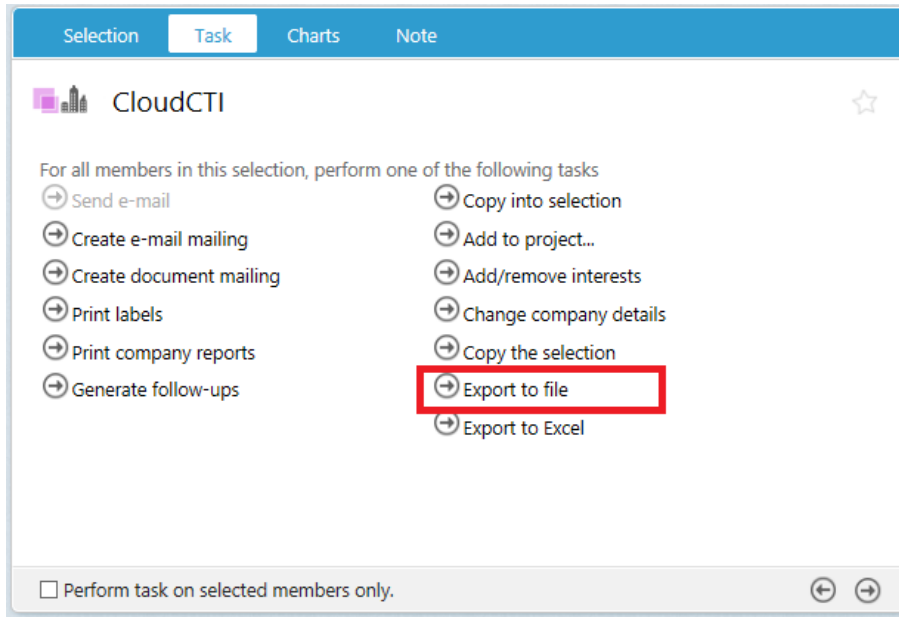 Selection Task Charts Note
CloudCTI
For all members in this selection, perform one of the following tasks
Send e-mail
Create e-mail mailing
Create document mailing
Print labels
Print company reports
Generate follow-ups
Copy into selection
Add to project...
Add/remove interests
Change company details
Copy the selection
Export to file
Export to Excel
Perform task on selected members only.